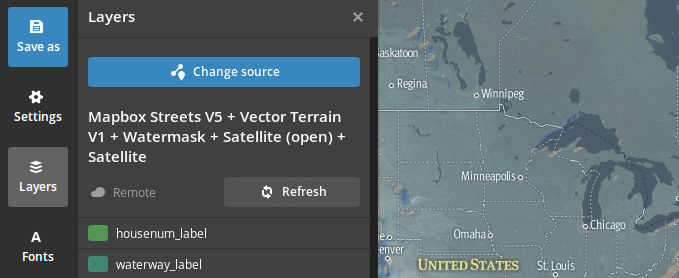 Save as
Settings
Layers
Fonts
Layers
Change source
Mapbox Streets V5 + Vector Terrain
V1 + Watermask + Satellite (open) +
Satellite
Remote
Refresh
housenum_label
waterway_label
Saskatoon
Regina
Winnipeg
Minneapolis
Omaha
Chicago
enver
UNITED STATES
St. Louis